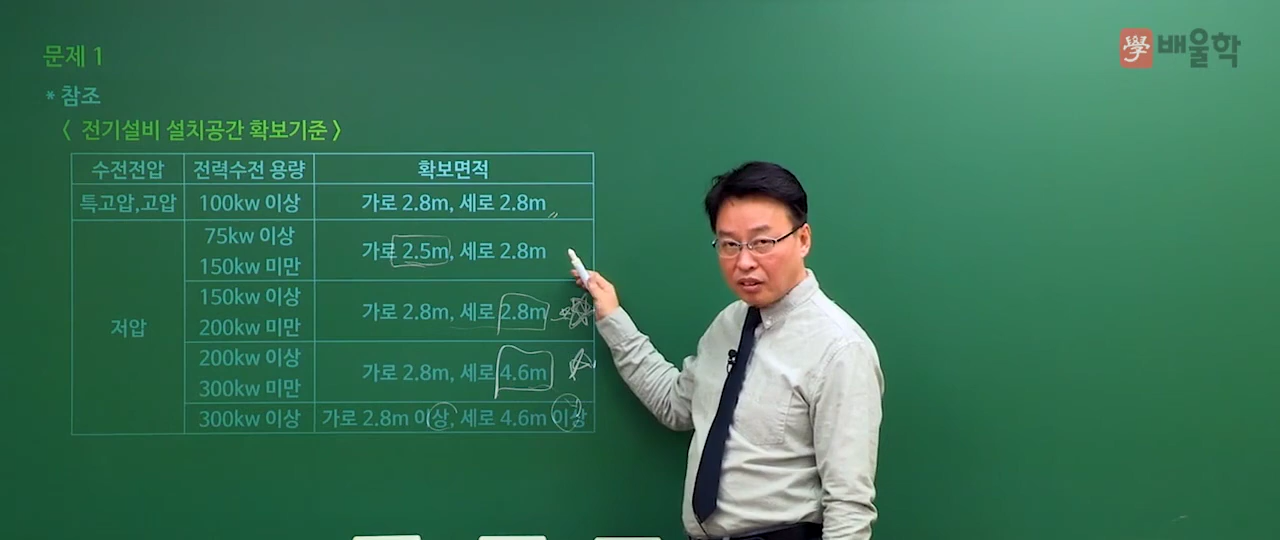 문제 1
學 배울학
* 참조
< 전기설비 설치공간 확보기준 >
수전전압 전력수전 용량 확보면적
특고압,고압 100kw 이상 가로 2.8m, 세로 2.8m
저압
75kw 이상
150kw 미만
가로 2.5m, 세로 2.8m
150kw 이상
200kw 미만
가로 2.8m, 세로 2.8m
200kw 이상
300kw 미만
가로 2.8m, 세로 4.6m
300kw 이상 가로 2.8m 이상, 세로 4.6m 이상